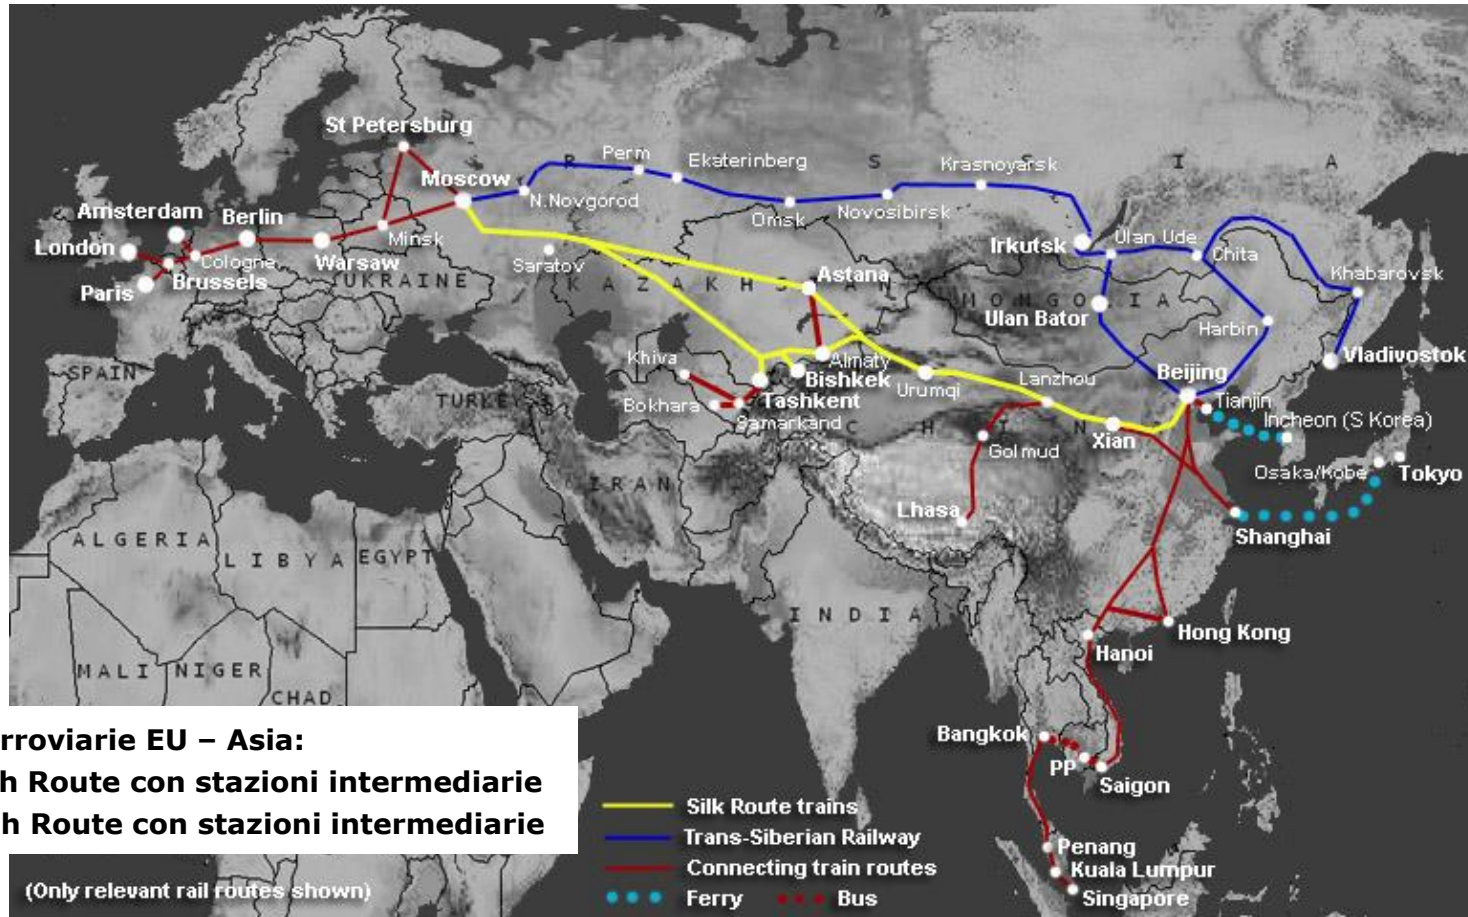 St Petersburg
Perm
Ekaterinberg
Krasnoyarsk
R S S I A
Moscow
N.Novgorod
Omsk
Novosibirsk
Amsterdam
Berlin
London
Minsk
Irkutsk
Ulan Ude
Chita
Cologne
Warsaw
Saratov
Paris
Brussels
UKRAINE
Astana
Khabarovsk
KAZAKHS AN
MONGOLIA
Ulan Bator
Harbin
Khiva
Almaty
Vladivostok
SPAIN
Bishkek
Urumqi
Lanzhou
Beijing
TURKEY
Bokhara
Tashkent
Tianjin
Samarkand
Incheon (S Korea)
C H I N
Xian
Golmud
Osaka/Kobe
Tokyo
IRAN
Lhasa
Shanghai
ALGERIA
LIBYA
EGYPT
INDIA
Hong Kong
Hanoi
MALI
NIGER
CHAD
Bangkok
PP
Saigon
rroviarie EU – Asia:
h Route con stazioni intermediarie
h Route con stazioni intermediarie
Silk Route trains
Trans-Siberian Railway
Connecting train routes
Ferry
Bus
Penang
Kuala Lumpur
Singapore
(Only relevant rail routes shown)